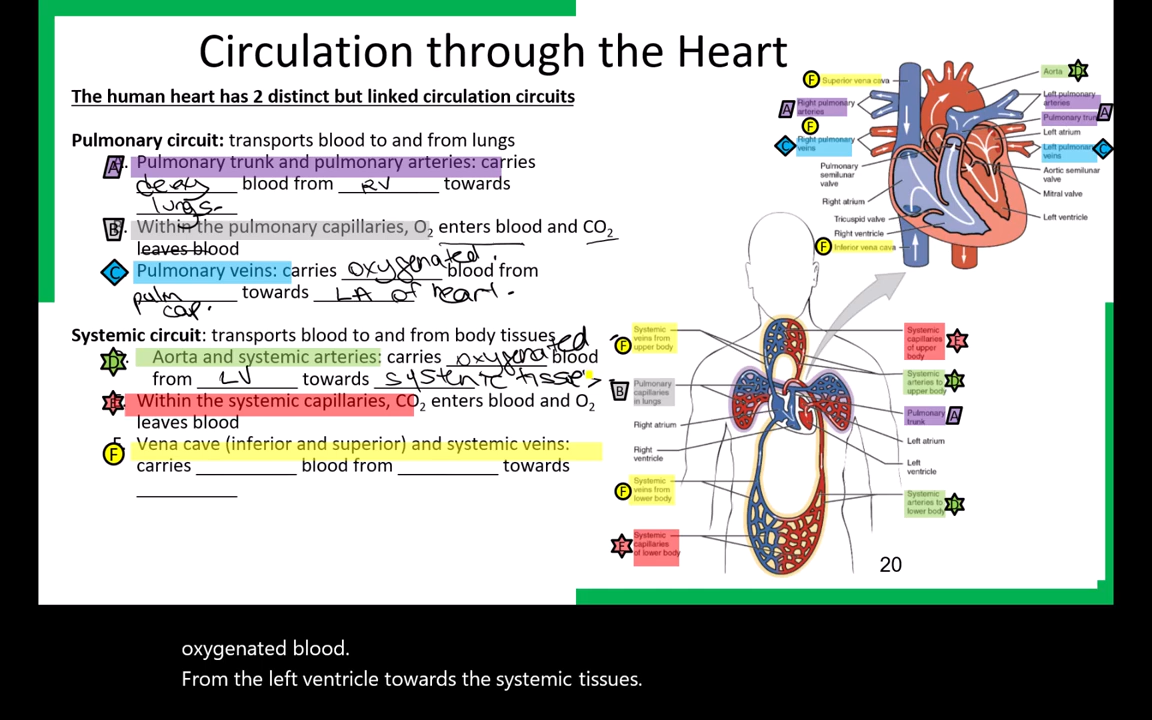 Circulation through the Heart
The human heart has 2 distinct but linked circulation circuits
Pulmonary circuit: transports blood to and from lungs
A Pulmonary trunk and pulmonary arteries: carries
deoxy blood from RV towards
lungs.
B Within the pulmonary capillaries, O2 enters blood and CO2
leaves blood
C Pulmonary veins: carries oxygenated blood from
pulm cap. towards LA of heart.
Systemic circuit: transports blood to and from body tissues
D Aorta and systemic arteries: carries oxygenated blood
from LV towards systemic
E Within the systemic capillaries, CO2 enters blood and O2
leaves blood
F Vena cave (inferior and superior) and systemic veins:
carries __________ blood from __________ towards
__________
F Superior vena cava
A Right pulmonary
arteries
F
C Right pulmonary
veins
Pulmonary
semilunar
valve
Right atrium
Tricuspid valve
Right ventricle
F Inferior vena cava
Aorta D
Left pulmonary
arteries
Pulmonary trunk A
Left atrium
Left pulmonary
veins C
Aortic semilunar
valve
Mitral valve
Left ventricle
F Systemic
veins from
upper body
B Pulmonary
capillaries
in lungs
Right atrium
Right
ventricle
F Systemic
veins from
lower body
E Systemic
capillaries
of lower body
Systemic
capillaries
of upper
body E
Systemic
arteries to
upper body D
Pulmonary
trunk A
Left atrium
Left
ventricle
Systemic
arteries to
lower body D
20
oxygenated blood.
From the left ventricle towards the systemic tissues.